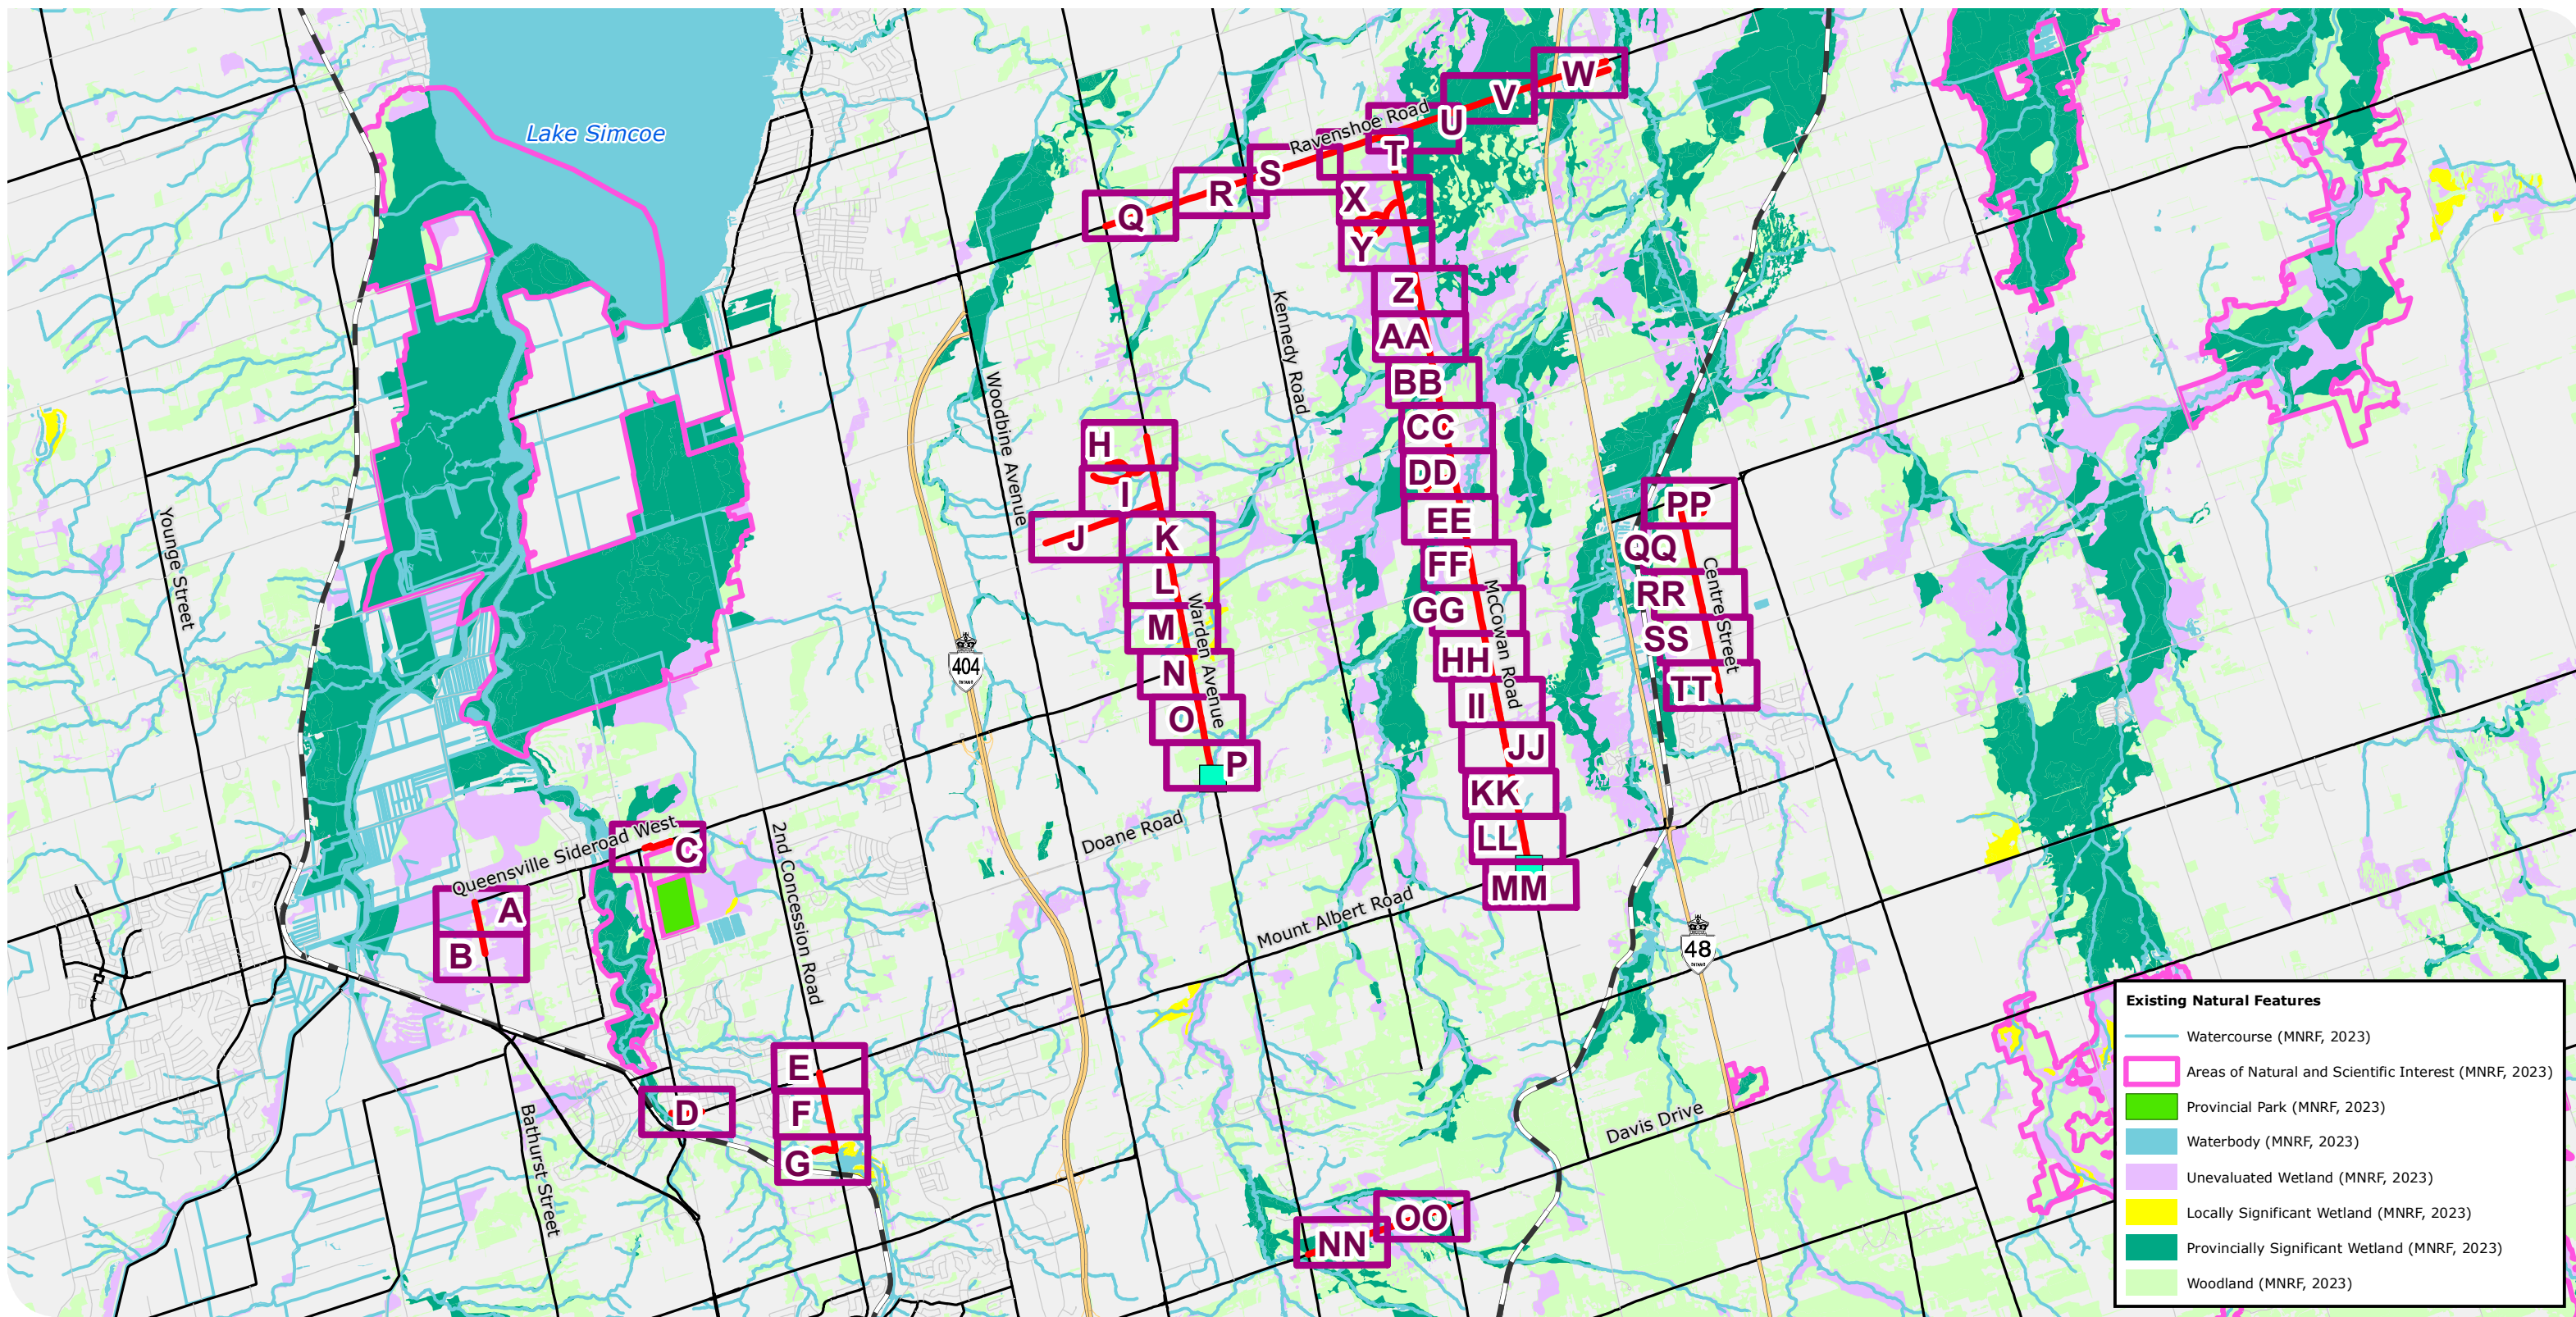 Lake Simcoe
W
V
Ravenshoe Road
U
T
S
R
Q
X
Y
Z
AA
BB
CC
DD
EE
FF
GG
HH
II
JJ
KK
LL
MM
Kennedy Road
Woodbine Avenue
H
I
J
K
L
M
N
O
P
Warden Avenue
McCowan Road
PP
QQ
RR
SS
TT
Centre Street
Younge Street
404
Doane Road
Mount Albert Road
48
Queensville Sideroad West
C
A
B
2nd Concession Road
E
F
G
D
Bathurst Street
Davis Drive
OO
NN
Existing Natural Features
Watercourse (MNRF, 2023)
Areas of Natural and Scientific Interest (MNRF, 2023)
Provincial Park (MNRF, 2023)
Waterbody (MNRF, 2023)
Unevaluated Wetland (MNRF, 2023)
Locally Significant Wetland (MNRF, 2023)
Provincially Significant Wetland (MNRF, 2023)
Woodland (MNRF, 2023)